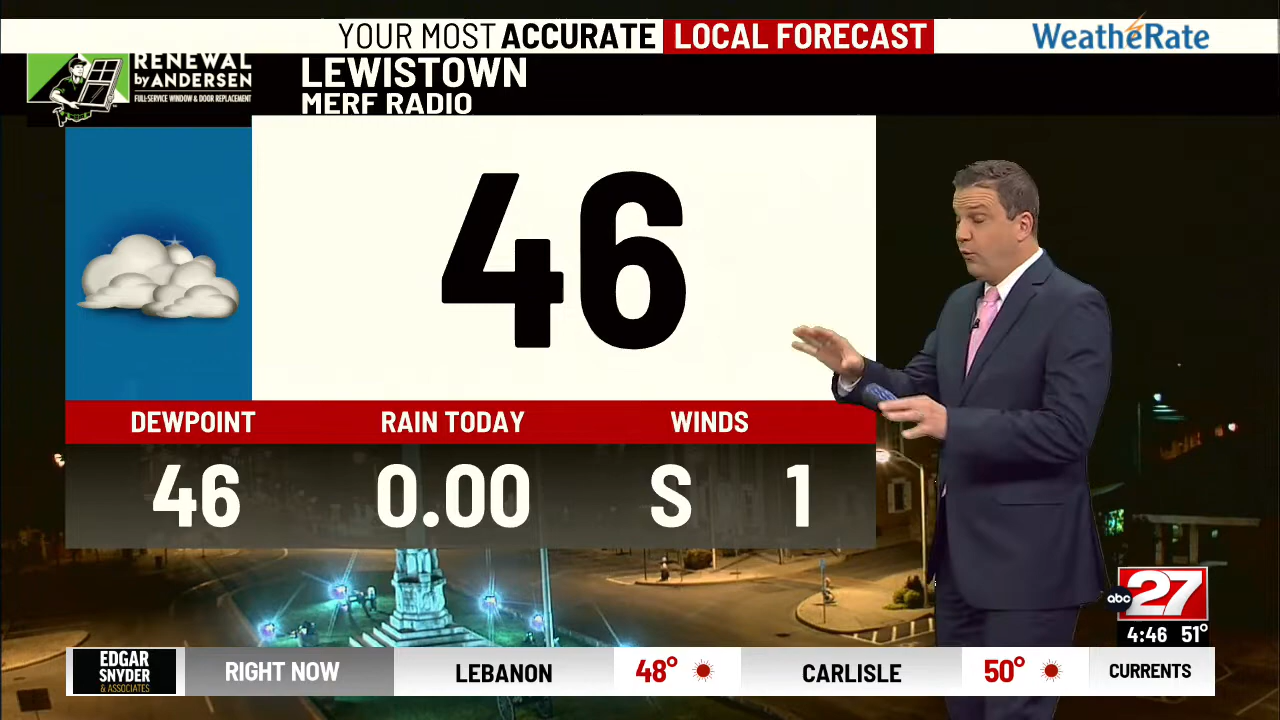 YOUR MOST ACCURATE LOCAL FORECAST
WeatheRate
RENEWAL
by ANDERSEN
FULL-SERVICE WINDOW & DOOR REPLACEMENT
LEWISTOWN
MERF RADIO
46
DEWPOINT RAIN TODAY WINDS
46 0.00 S 1
abc 27
4:46 51°
EDGAR
SNYDER
& ASSOCIATES
RIGHT NOW LEBANON 48° CARLISLE 50° CURRENTS